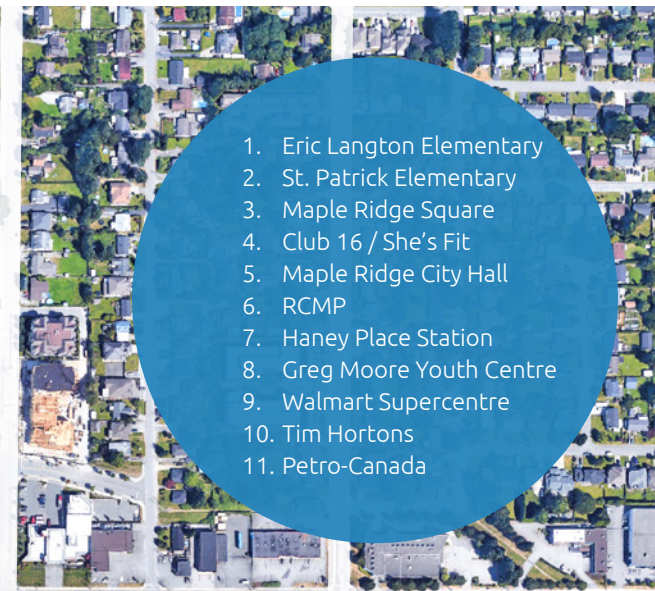 1. Eric Langton Elementary
2. St. Patrick Elementary
3. Maple Ridge Square
4. Club 16 / She's Fit
5. Maple Ridge City Hall
6. RCMP
7. Haney Place Station
8. Greg Moore Youth Centre
9. Walmart Supercentre
10. Tim Hortons
11. Petro-Canada